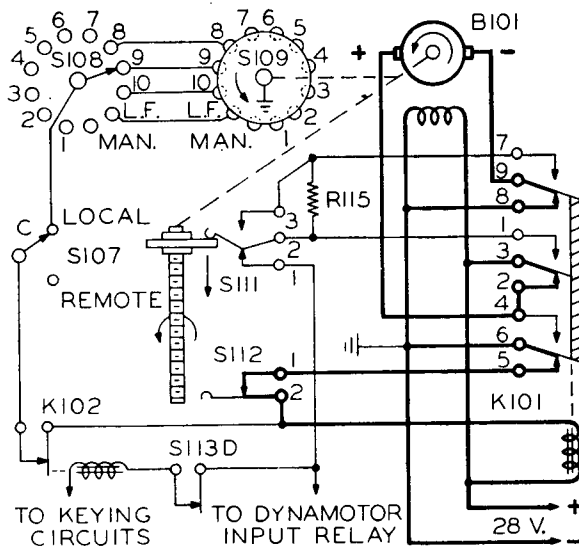 B101
+ -
5 6 7 8 8 7 6 5
4 S108 9 9 S109 4
3 10 10 3
2 L.F. L.F. 2
1 MAN. MAN. 1
7
9
8
R115
C LOCAL
S107
3
2
1
S111
REMOTE
1
3
2
4
6
5
S112 1
2
K101
K102
S113D
TO KEYING CIRCUITS
TO DYNAMOTOR INPUT RELAY
28 V.
+
-